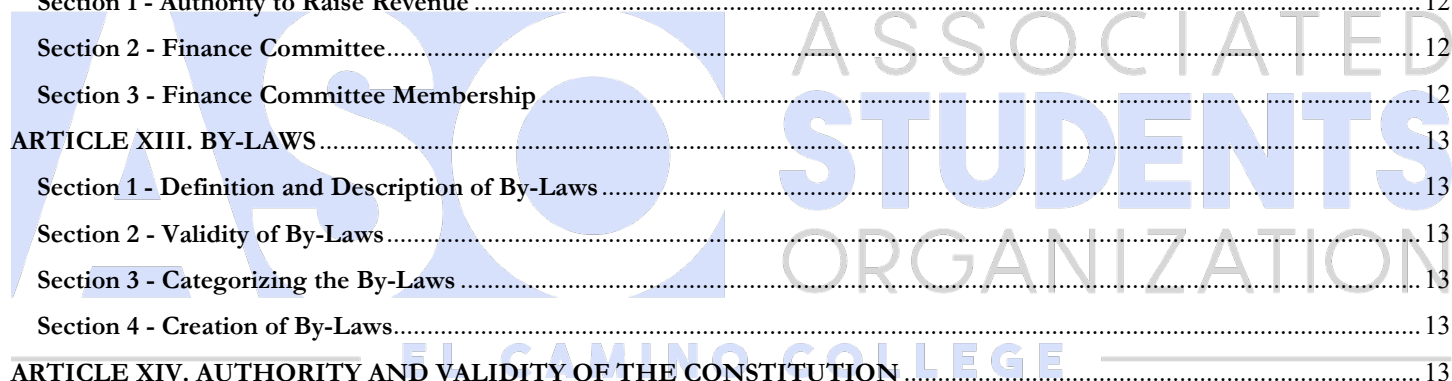 Section 1 - Authority to Raise Revenue ........ 12
Section 2 - Finance Committee ........ 12
Section 3 - Finance Committee Membership ........ 12
ARTICLE XIII. BY-LAWS ........ 13
Section 1 - Definition and Description of By-Laws ........ 13
Section 2 - Validity of By-Laws ........ 13
Section 3 - Categorizing the By-Laws ........ 13
Section 4 - Creation of By-Laws ........ 13
ARTICLE XIV. AUTHORITY AND VALIDITY OF THE CONSTITUTION ........ 13
ASO
ASSOCIATED
STUDENTS
ORGANIZATION
EL CAMINO COLLEGE